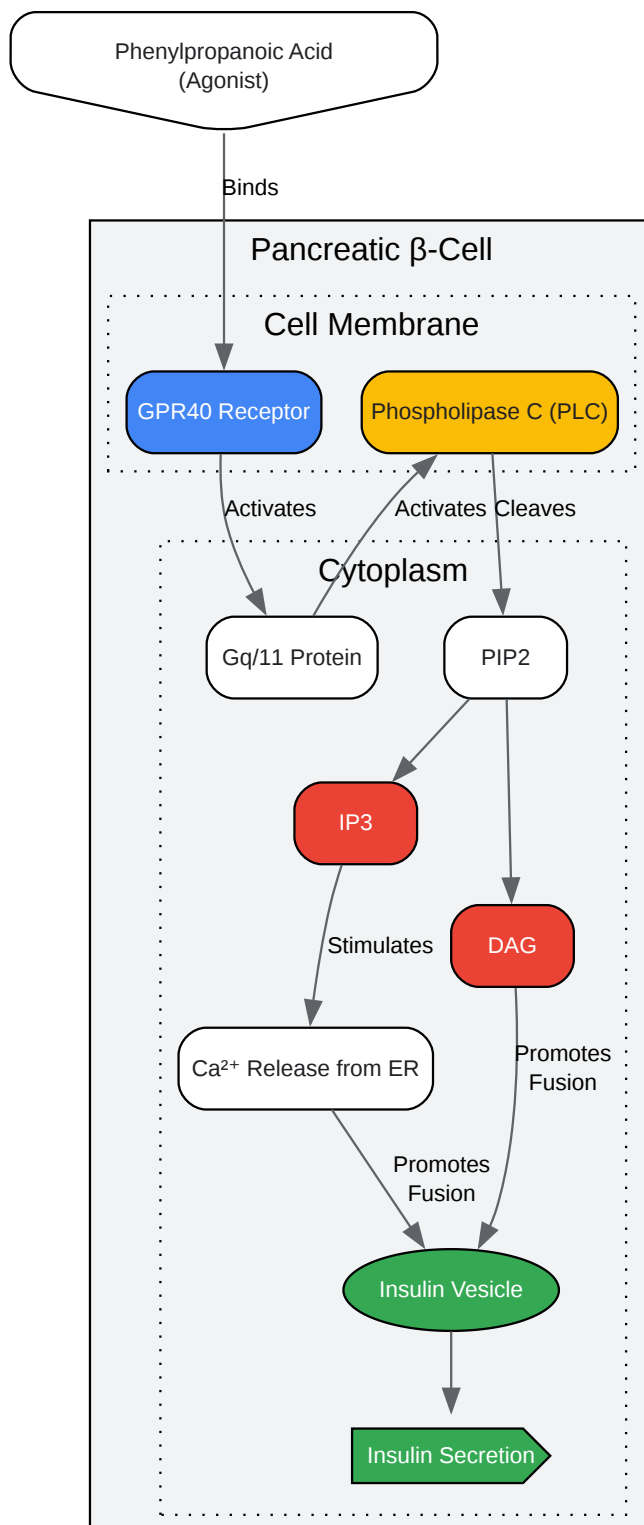 Phenylpropanoic Acid
(Agonist)
Binds
Pancreatic β-Cell
Cell Membrane
GPR40 Receptor
Phospholipase C (PLC)
Activates
Activates
Cleaves
Cytoplasm
Gq/11 Protein
PIP2
IP3
DAG
Stimulates
Ca²⁺ Release from ER
Promotes
Fusion
Promotes
Fusion
Insulin Vesicle
Insulin Secretion